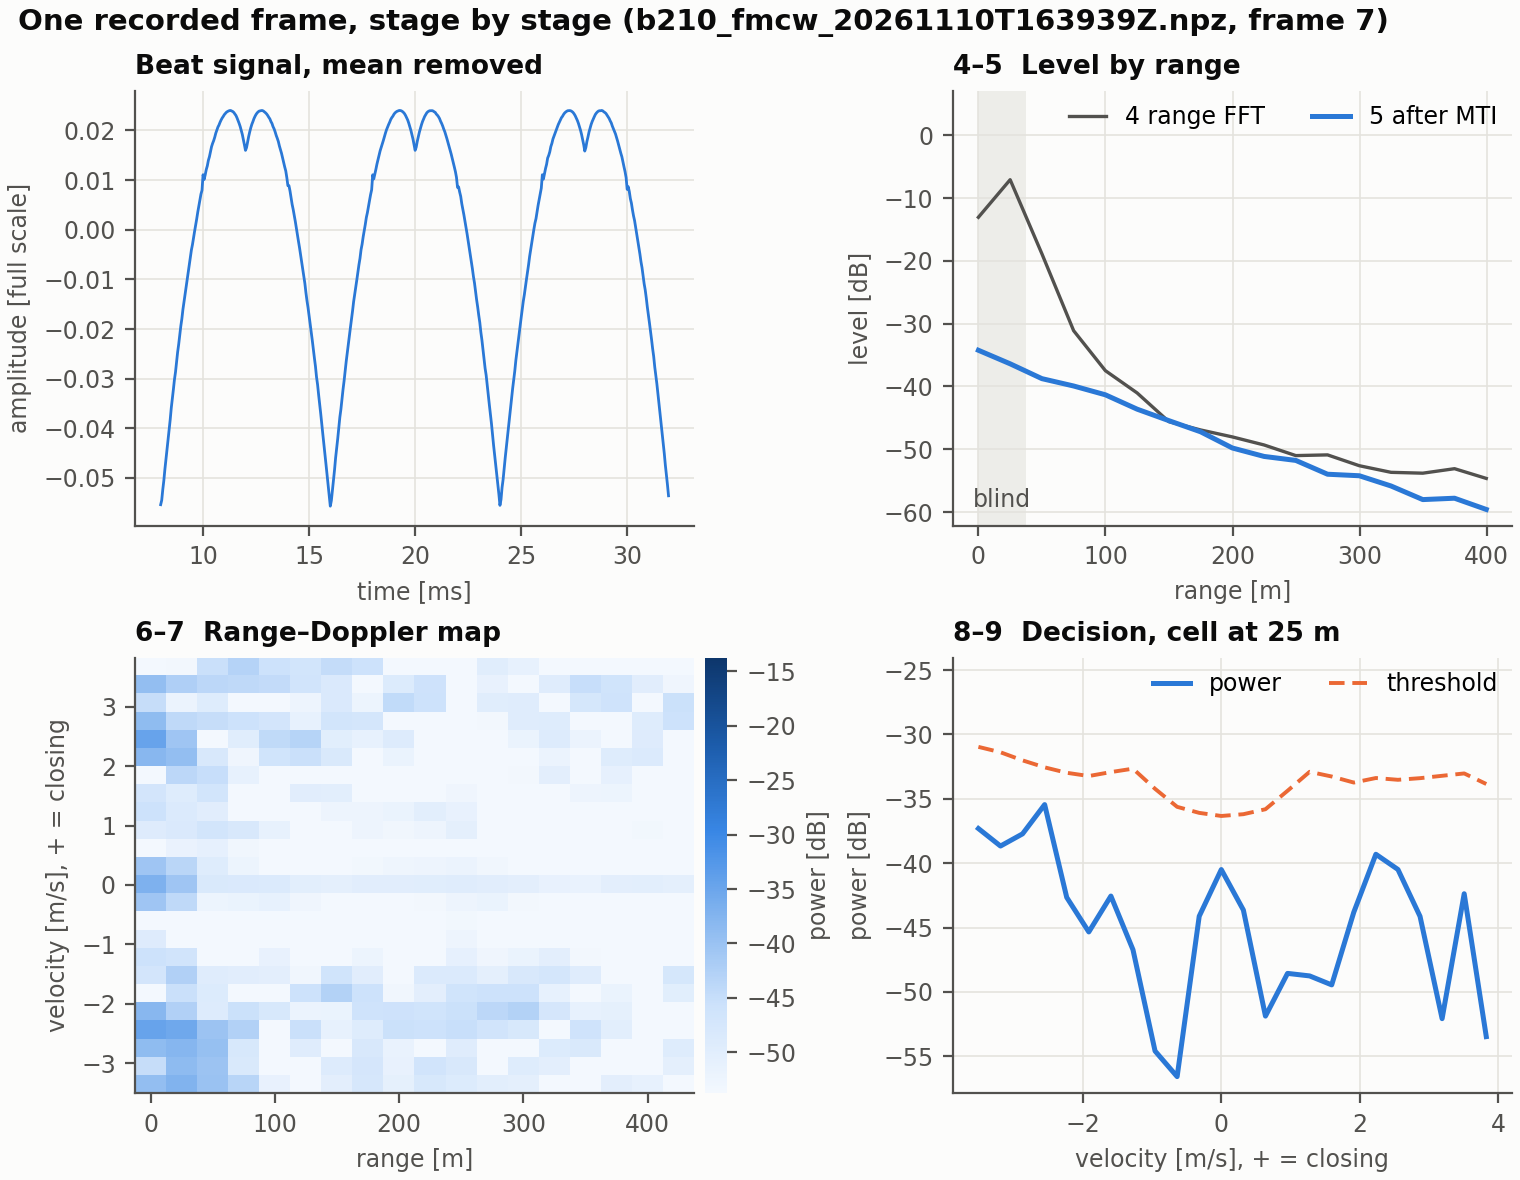 One recorded frame, stage by stage (b210_fmcw_20261110T163939Z.npz, frame 7)
Beat signal, mean removed
amplitude [full scale]
0.02
0.01
0.00
−0.01
−0.02
−0.03
−0.04
−0.05
10
15
20
25
30
time [ms]
4–5  Level by range
4 range FFT
5 after MTI
level [dB]
0
−10
−20
−30
−40
−50
−60
blind
0
100
200
300
400
range [m]
6–7  Range–Doppler map
velocity [m/s], + = closing
3
2
1
0
−1
−2
−3
0
100
200
300
400
range [m]
−15
−20
−25
−30
−35
−40
−45
−50
power [dB]
8–9  Decision, cell at 25 m
power
threshold
power [dB]
−25
−30
−35
−40
−45
−50
−55
−2
0
2
4
velocity [m/s], + = closing